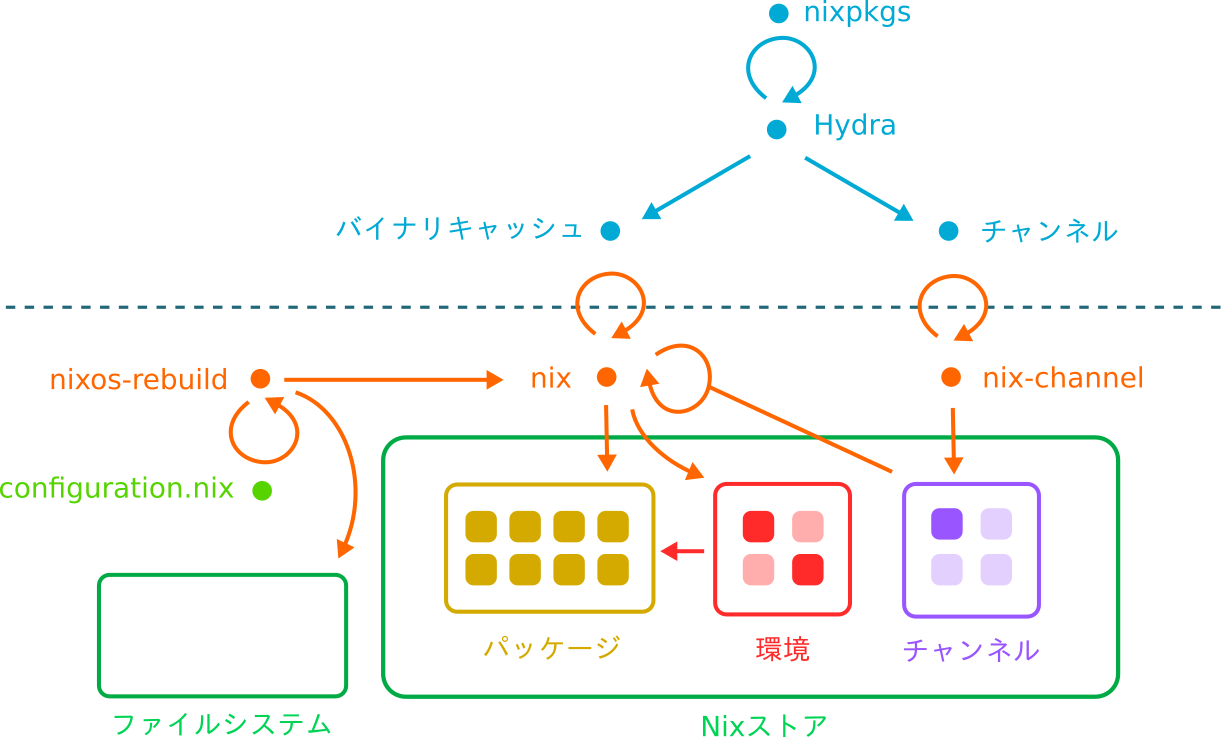 nixpkgs
Hydra
バイナリキャッシュ
チャンネル
nixos-rebuild
nix
nix-channel
configuration.nix
パッケージ
環境
チャンネル
ファイルシステム
Nixストア